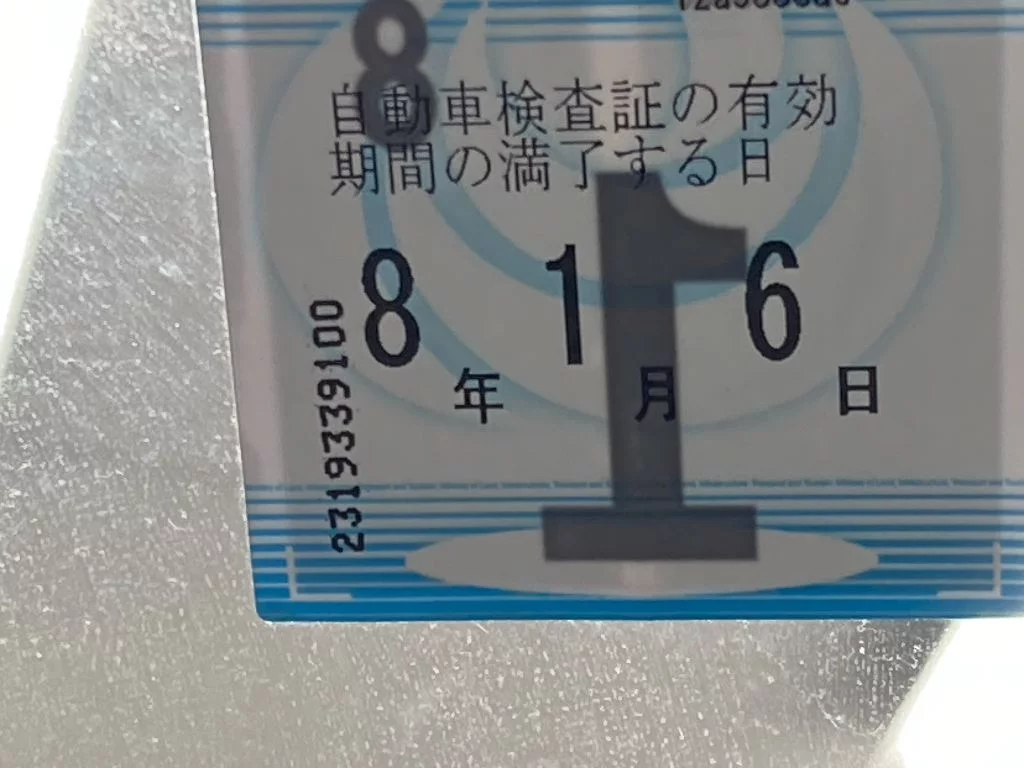 8
自動車検査証の有効
期間の満了する日
8年 1月 6日
1
2319339100